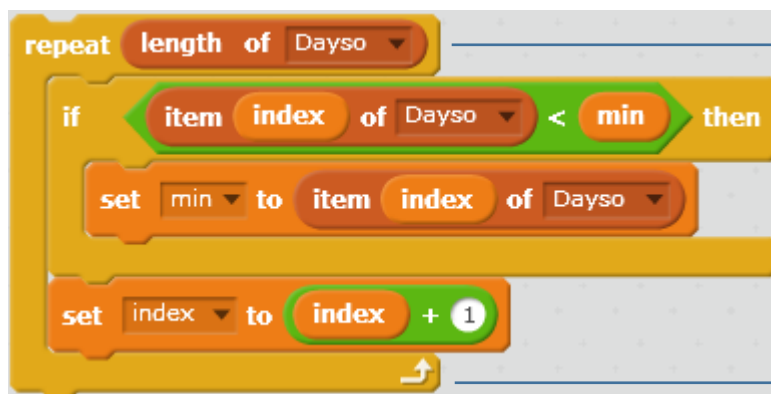 repeat length of Dayso
if item index of Dayso < min then
set min to item index of Dayso
set index to index + 1